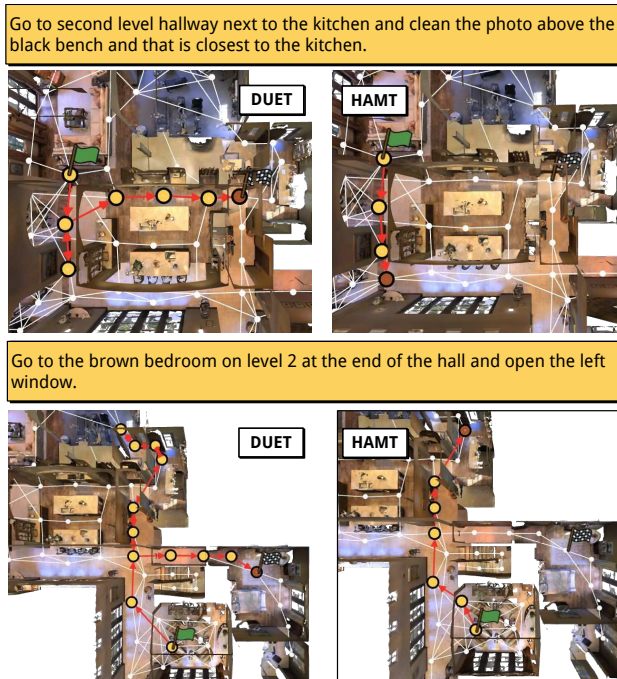 Go to second level hallway next to the kitchen and clean the photo above the
black bench and that is closest to the kitchen.
DUET
HAMT
Go to the brown bedroom on level 2 at the end of the hall and open the left
window.
DUET
HAMT